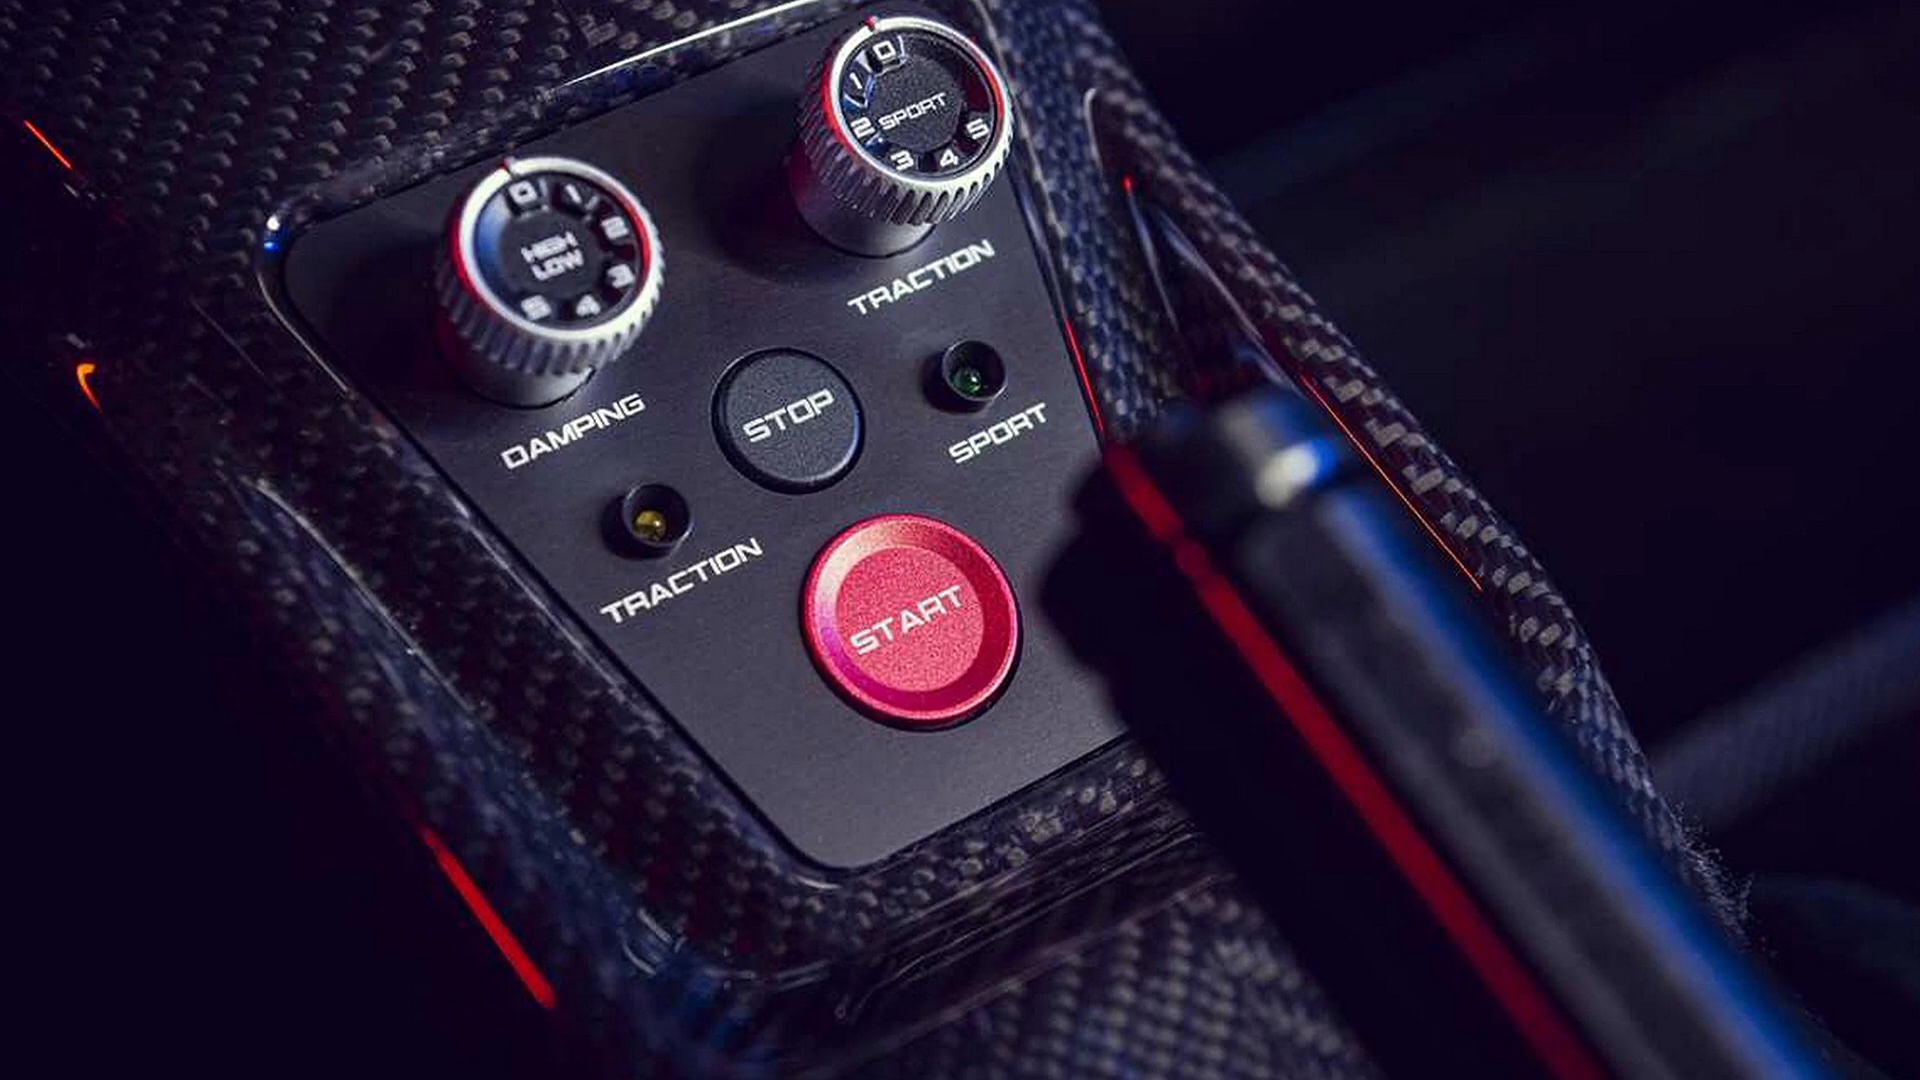 0
1
2
3
4
5
SPORT
TRACTION
0
1
2
3
4
5
HIGH
LOW
DAMPING
STOP
SPORT
TRACTION
START